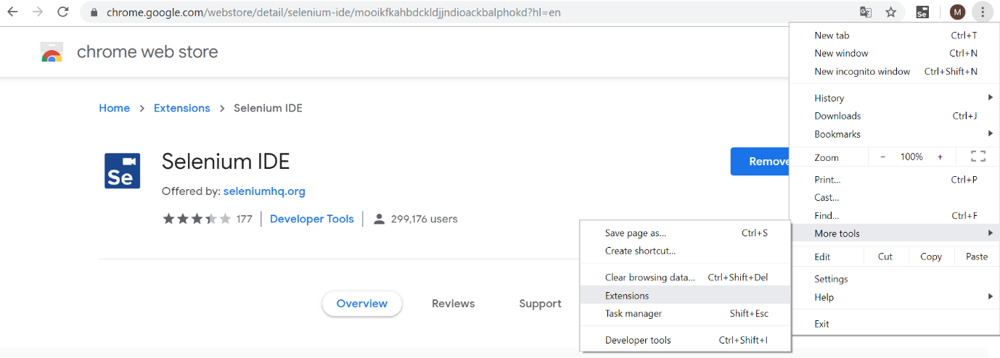 chrome.google.com/webstore/detail/selenium-ide/mooikfkahbdckldjjndioackbalphokd?hl=en
Se
M
chrome web store
Home > Extensions > Selenium IDE
Se
Selenium IDE
Remove
Offered by: seleniumhq.org
177 | Developer Tools | 299,176 users
Overview
Reviews
Support
New tab Ctrl+T
New window Ctrl+N
New incognito window Ctrl+Shift+N
History
Downloads Ctrl+J
Bookmarks
Zoom - 100% +
Print... Ctrl+P
Cast...
Find... Ctrl+F
More tools
Edit Cut Copy Paste
Settings
Help
Exit
Save page as... Ctrl+S
Create shortcut...
Clear browsing data... Ctrl+Shift+Del
Extensions
Task manager Shift+Esc
Developer tools Ctrl+Shift+I